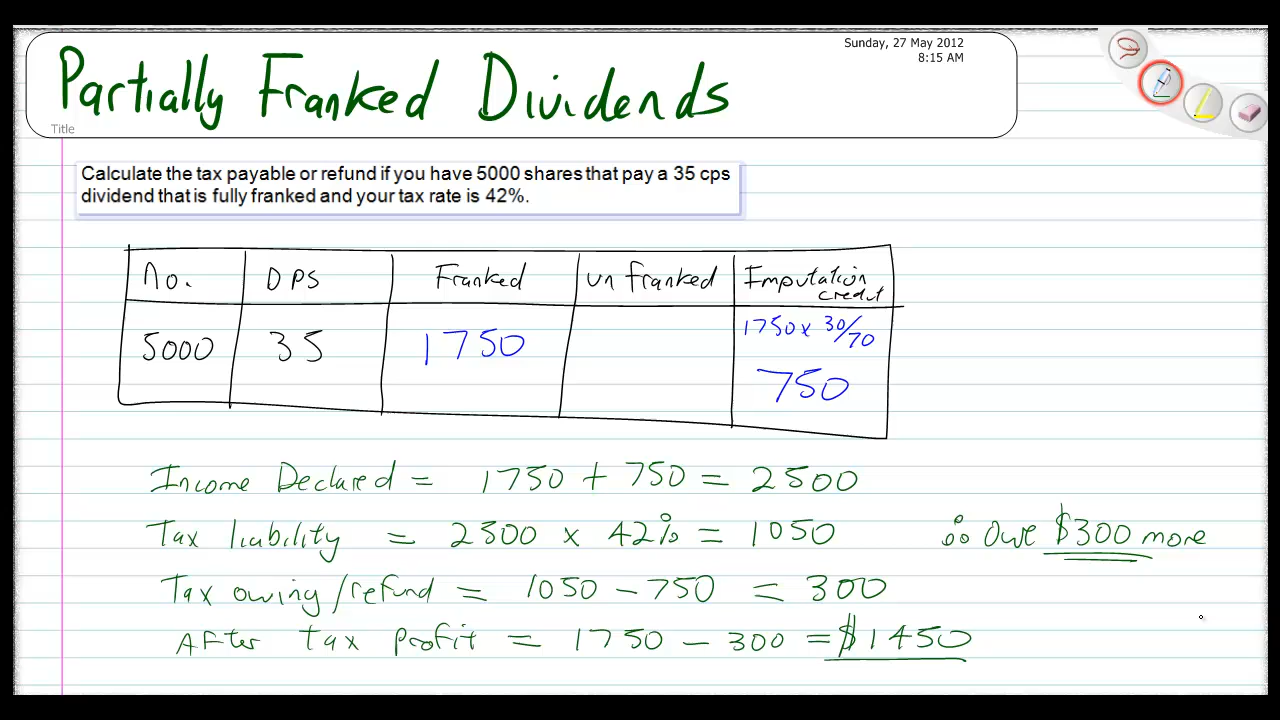 Sunday, 27 May 2012
8:15 AM
Partially Franked Dividends
Title
Calculate the tax payable or refund if you have 5000 shares that pay a 35 cps
dividend that is fully franked and your tax rate is 42%.
no. DPS Franked unfranked Imputation
credit
5000 35 1750 1750 x 30/70
750
Income Declared = 1750 + 750 = 2500
Tax liability = 2500 x 42% = 1050 ∴ Owe $300 more
Tax owing/refund = 1050 - 750 = 300
After tax profit = 1750 - 300 = $1450